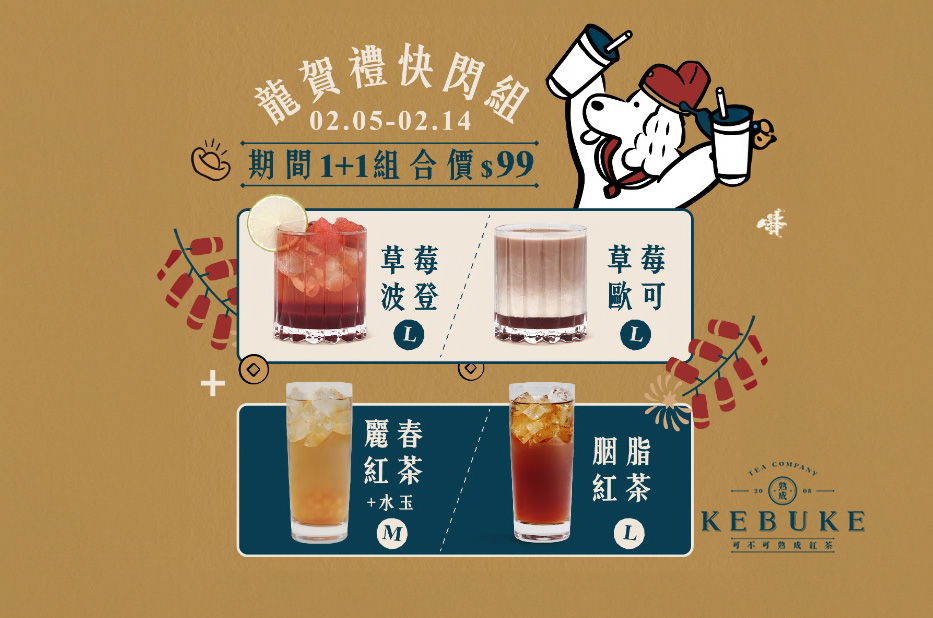 龍賀禮快閃組
02.05-02.14
期間1+1組合價$99
草莓
波登
L
草莓
歐可
L
麗春
紅茶
+水玉
M
胭脂
紅茶
L
TEA COMPANY
20 熟成 08
KEBUKE
可不可熟成紅茶